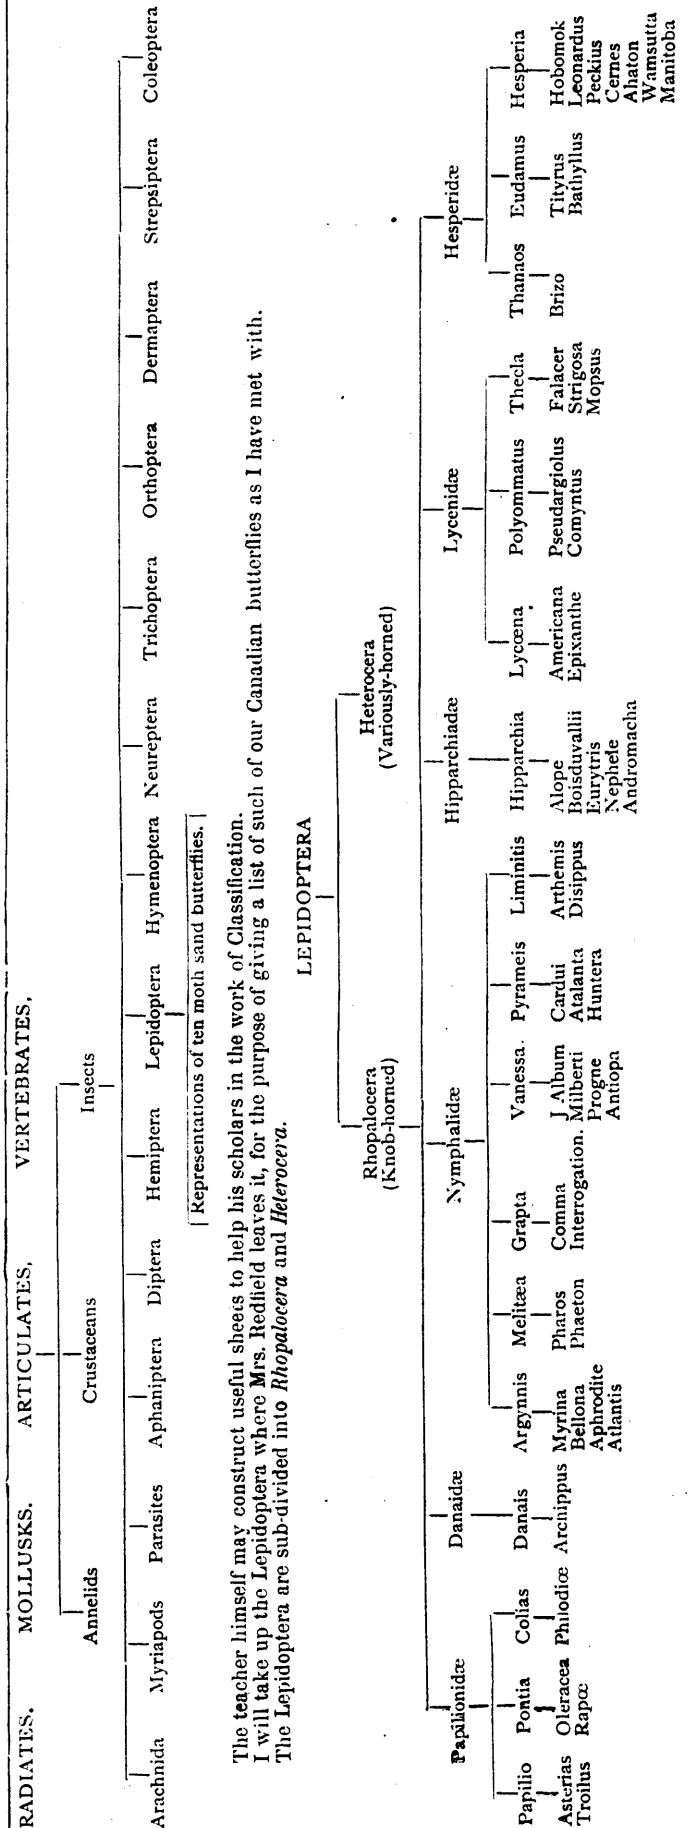 RADIATES. MOLLUSKS. ARTICULATES, VERTEBRATES,
Annelids Crustaceans Insects
Arachnida Myriapods Parasites Aphaniptera Diptera Hemiptera Lepidoptera Hymenoptera Neureptera Trichoptera Orthoptera Dermaptera Strepsiptera Coleoptera
Representations of ten moth sand butterflies.
The teacher himself may construct useful sheets to help his scholars in the work of Classification.
I will take up the Lepidoptera where Mrs. Redfield leaves it, for the purpose of giving a list of such of our Canadian butterflies as I have met with.
The Lepidoptera are sub-divided into Rhopalocera and Heterocera.
LEPIDOPTERA
Rhopalocera Heterocera
(Knob-horned) (Variously-horned)
Papilionidæ Danaidæ Nymphalidæ Hipparchiadæ Lycenidæ Hesperidæ
Papilio Pontia Colias Danais Argynnis Melitæa Grapta Vanessa. Pyrameis Liminitis Hipparchia Lycœna Polyommatus Thecla Thanaos Eudamus Hesperia
Asterias Oleracea Philodice Archippus Myrina Pharos Comma J Album Cardui Arthemis Alope Americana Pseudargiolus Falacer Brizo Tityrus Hobomok
Troilus Rapœ Bellona Phaeton Interrogation. Milberti Atalanta Disippus Boisduvallii Epixanthe Comyntus Strigosa Bathyllus Leonardus
Aphrodite Progne Huntera Eurytris Mopsus Peckius
Atlantis Antiopa Nephele Cernes
Andromacha Ahaton
Wamsutta
Manitoba